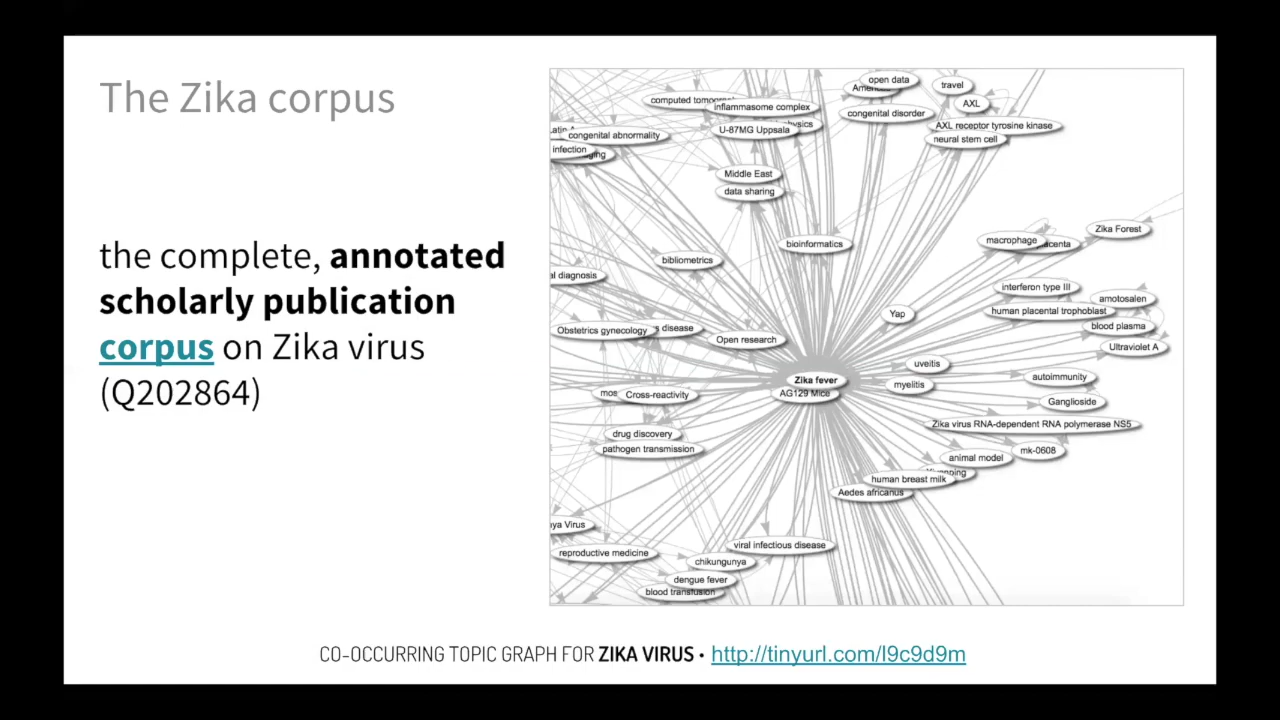 The Zika corpus
the complete, annotated
scholarly publication
corpus on Zika virus
(Q202864)
open data
travel
computed
inflammasome complex
AXL
congenital disorder
AXL receptor tyrosine kinase
U-87MG Uppsala
congenital abnormality
neural stem cell
infection
Middle East
data sharing
Zika Forest
macrophage
bioinformatics
bibliometrics
diagnosis
interferon type III
amotosalen
human placental trophoblast
Yap
blood plasma
Obstetrics gynecology
disease
Open research
Ultraviolet A
uveitis
autoimmunity
Zika fever
myelitis
AG129 Mice
Cross-reactivity
Ganglioside
Zika virus RNA-dependent RNA polymerase NS5
drug discovery
pathogen transmission
mk-0608
animal model
human breast milk
Aedes africanus
Virus
viral infectious disease
reproductive medicine
chikungunya
dengue fever
blood transfusion
CO-OCCURRING TOPIC GRAPH FOR ZIKA VIRUS • http://tinyurl.com/l9c9d9m